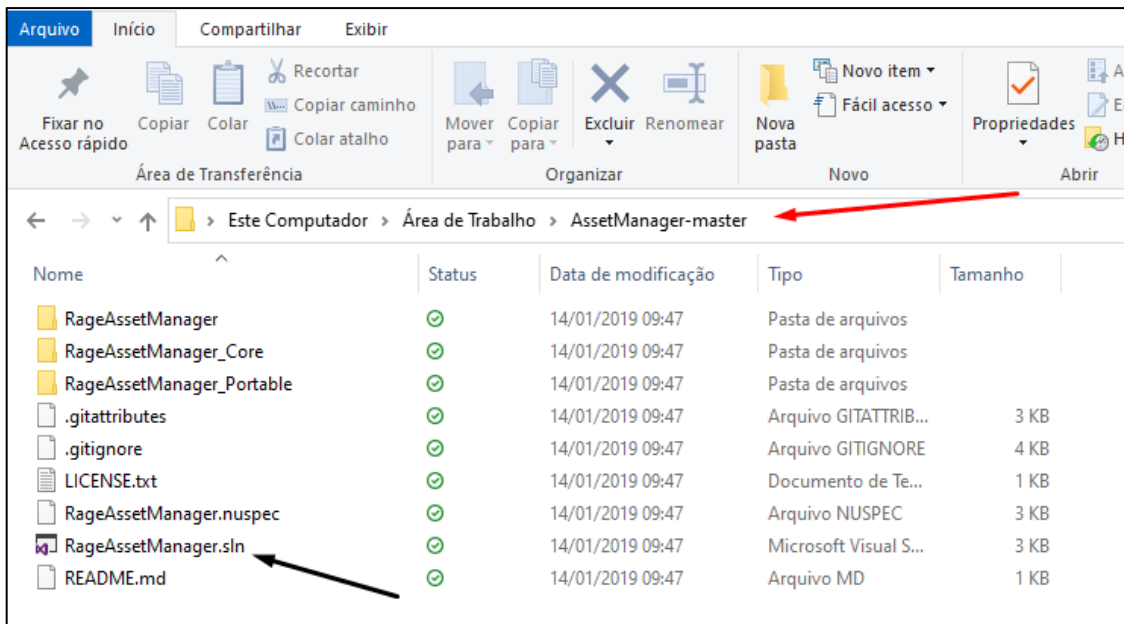 Arquivo Início Compartilhar Exibir
Fixar no
Acesso rápido
Copiar
Colar
Recortar
Copiar caminho
Colar atalho
Área de Transferência
Mover
para
Copiar
para
Excluir
Renomear
Organizar
Nova
pasta
Novo item
Fácil acesso
Novo
Propriedades
A
E
H
Abrir
Este Computador > Área de Trabalho > AssetManager-master
Nome Status Data de modificação Tipo Tamanho
RageAssetManager 14/01/2019 09:47 Pasta de arquivos
RageAssetManager_Core 14/01/2019 09:47 Pasta de arquivos
RageAssetManager_Portable 14/01/2019 09:47 Pasta de arquivos
.gitattributes 14/01/2019 09:47 Arquivo GITATTRIB... 3 KB
.gitignore 14/01/2019 09:47 Arquivo GITIGNORE 4 KB
LICENSE.txt 14/01/2019 09:47 Documento de Te... 1 KB
RageAssetManager.nuspec 14/01/2019 09:47 Arquivo NUSPEC 3 KB
RageAssetManager.sln 14/01/2019 09:47 Microsoft Visual S... 3 KB
README.md 14/01/2019 09:47 Arquivo MD 1 KB